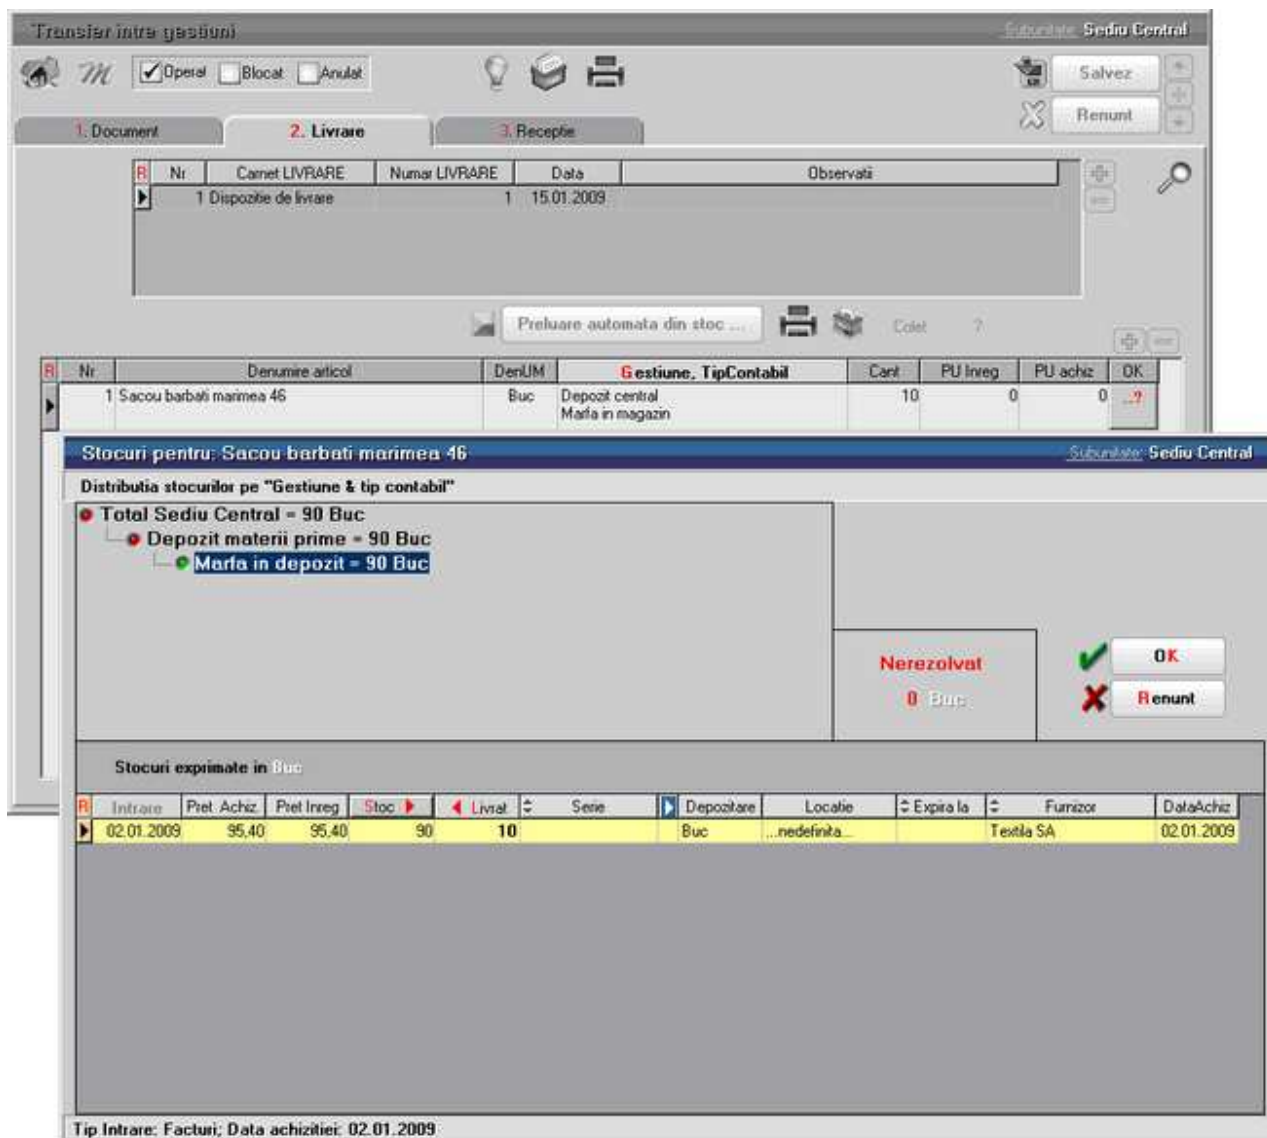 Transfer intre gestiuni Subunitate: Sediu Central
M Operat Blocat Anulat Salvez
Renunt
1. Document 2. Livrare 3. Receptie
R Nr Carnet LIVRARE Numar LIVRARE Data Observatii
1 Dispozitie de livrare 1 15.01.2009
Preluare automata din stoc ... Colet ?
R Nr Denumire articol DenUM Gestiune, TipContabil Cant PU Inreg PU achiz OK
1 Sacou barbati marimea 46 Buc Depozit central 10 0 0 ...?
Marfa in magazin
Stocuri pentru: Sacou barbati marimea 46 Subunitate: Sediu Central
Distributia stocurilor pe "Gestiune & tip contabil"
Total Sediu Central = 90 Buc
Depozit materii prime = 90 Buc
Marfa in depozit = 90 Buc
Nerezolvat OK
0 Buc Renunt
Stocuri exprimate in Buc
R Intrare Pret Achiz Pret Inreg Stoc Livrat Serie Depozitare Locatie Expira la Furnizor DataAchiz
02.01.2009 95,40 95,40 90 10 Buc ...nedefinita... Textila SA 02.01.2009
Tip Intrare: Facturi; Data achizitiei: 02.01.2009